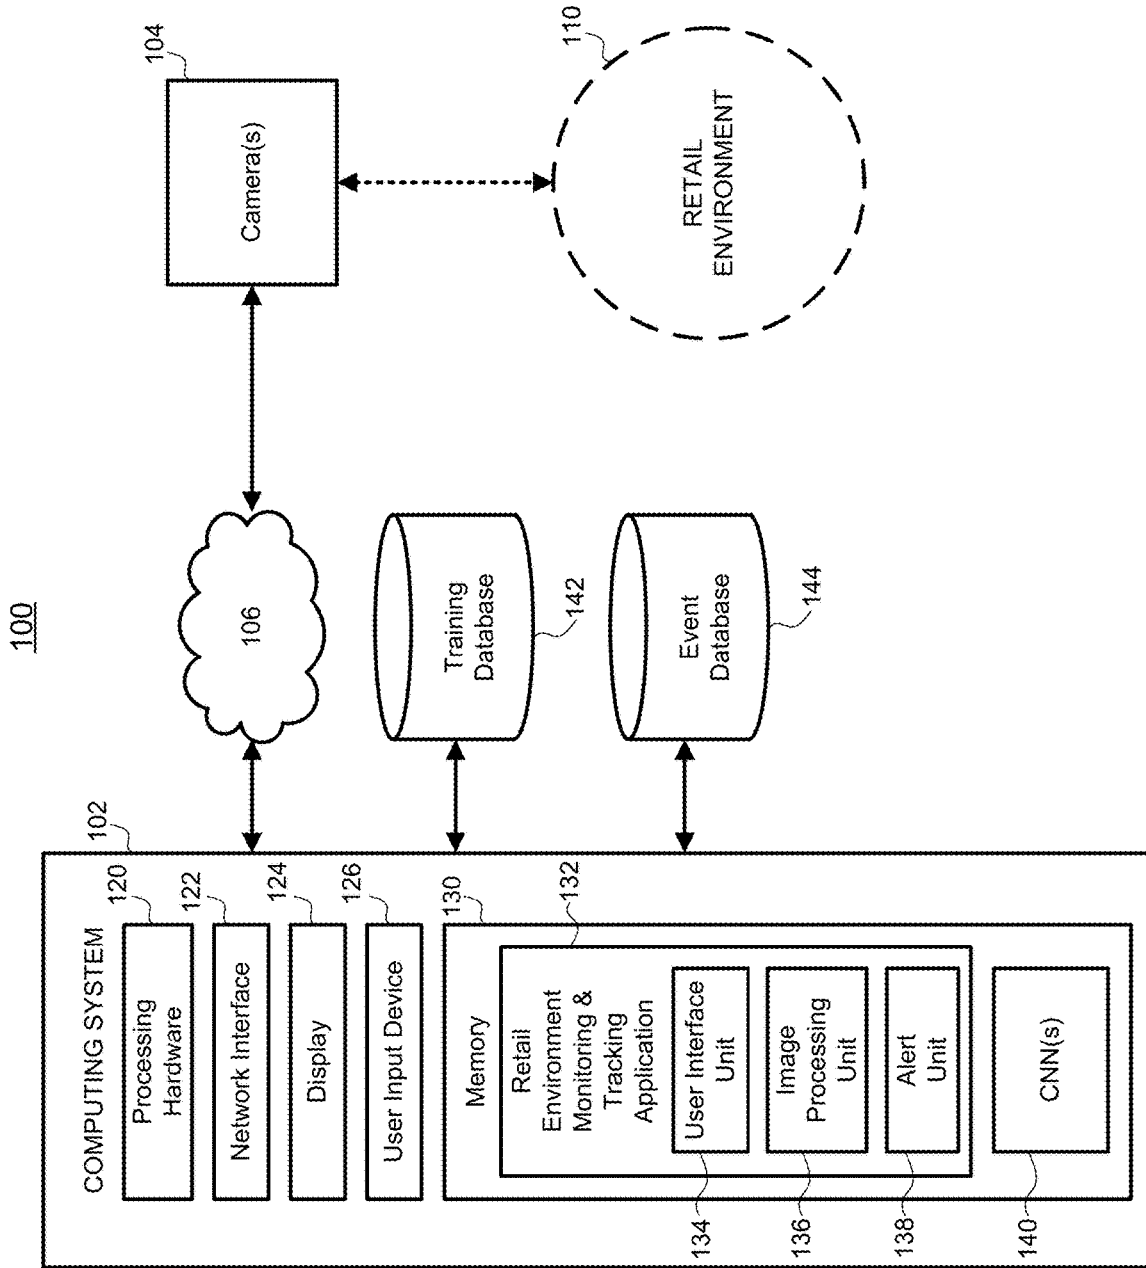 100
COMPUTING SYSTEM
102
Processing
Hardware
120
Network Interface
122
Display
124
User Input Device
126
Memory
130
Retail
Environment
Monitoring &
Tracking
Application
132
User Interface
Unit
134
Image
Processing
Unit
136
Alert
Unit
138
CNN(s)
140
106
Training
Database
142
Event
Database
144
Camera(s)
104
RETAIL
ENVIRONMENT
110